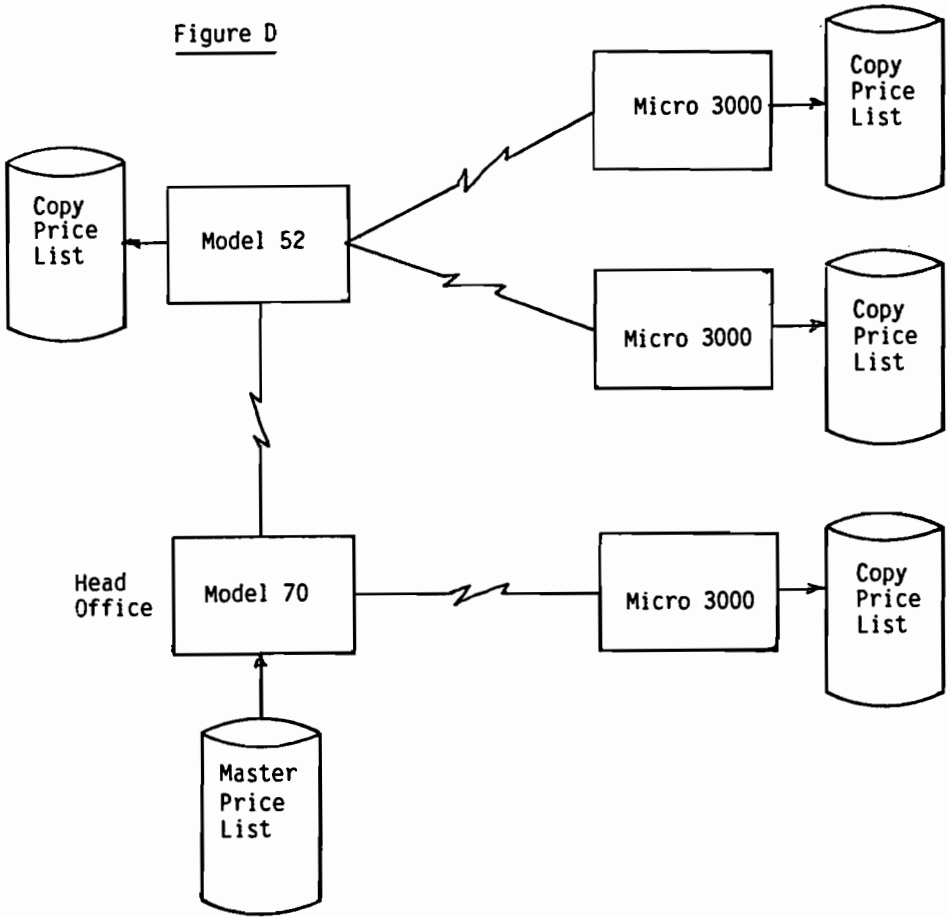 Figure D
Micro 3000
Copy
Price
List
Copy
Price
List
Model 52
Micro 3000
Copy
Price
List
Head
Office
Model 70
Micro 3000
Copy
Price
List
Master
Price
List